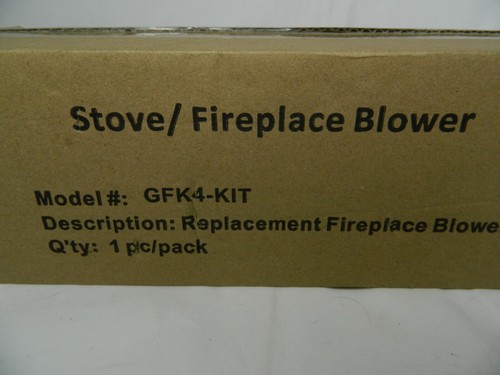 Stove/ Fireplace Blower
Model #: GFK4-KIT
Description: Replacement Fireplace Blowe
Q'ty: 1 pc/pack